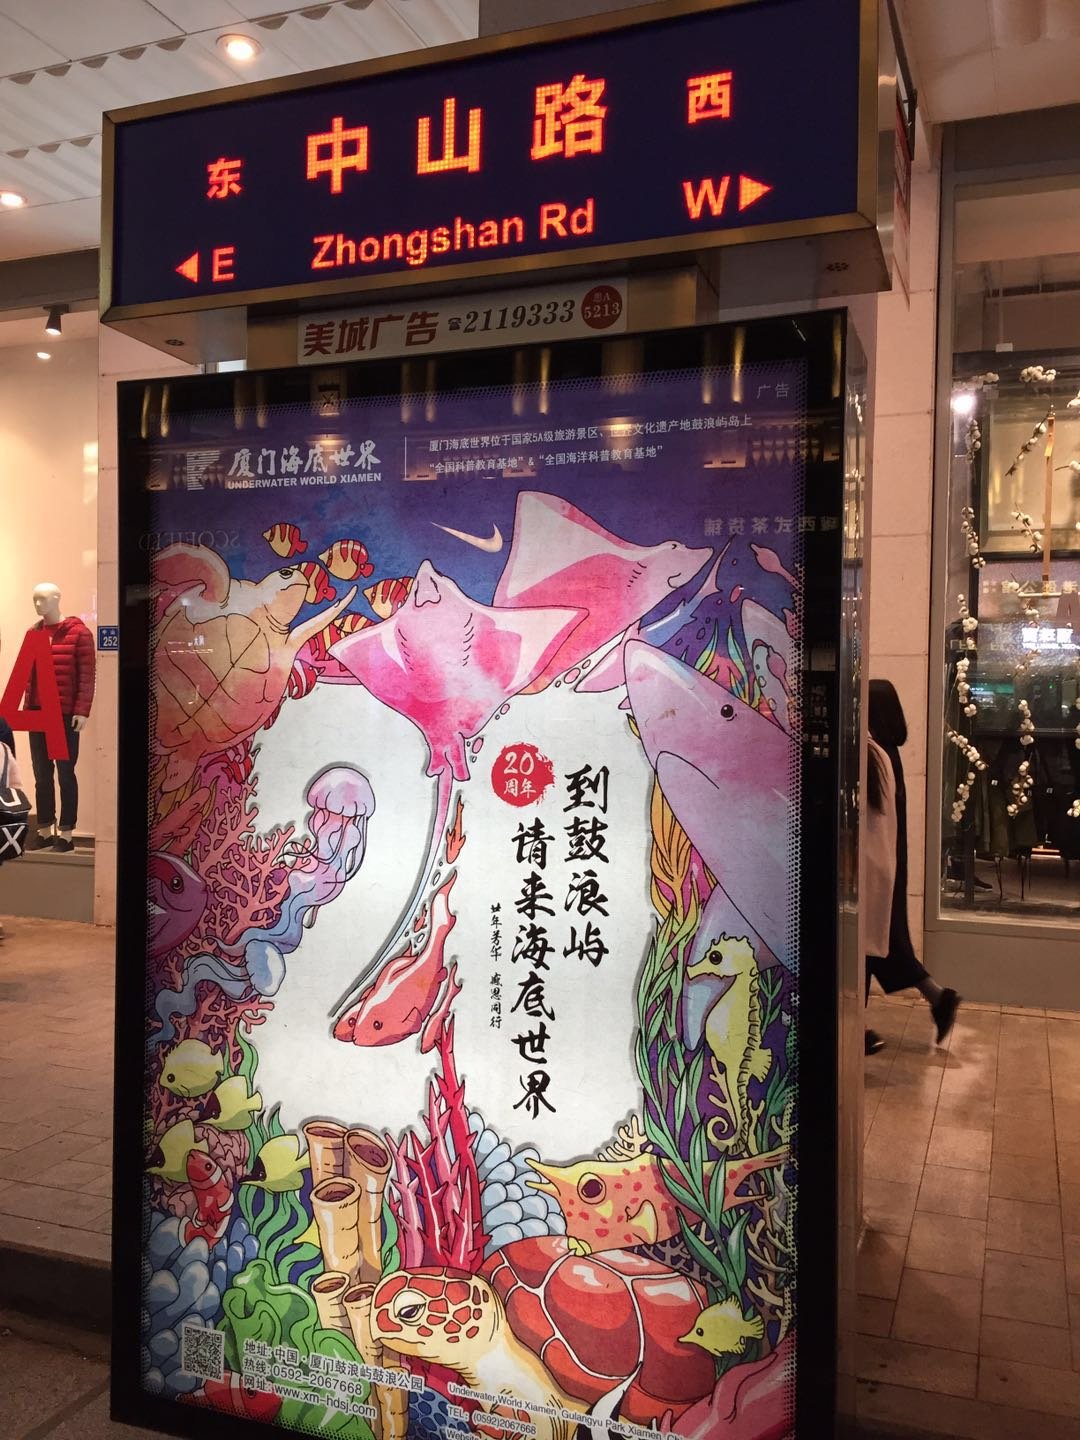 东 中山路 西
E Zhongshan Rd W
美城广告 ☎2119333 思A 5213
广告
厦门海底世界
UNDERWATER WORLD XIAMEN
厦门海底世界位于国家5A级旅游景区、世界文化遗产地鼓浪屿岛上
“全国科普教育基地”&“全国海洋科普教育基地”
SCOFIELD
中山
252
A
20
周年
到鼓浪屿
请来海底世界
廿年芳华 感恩同行
地址: 中国·厦门鼓浪屿鼓浪公园
热线: 0592-2067668
网址: www.xm-hdsj.com
Underwater World Xiamen Gulangyu Park Xiamen,
TEL: (0592)2067668